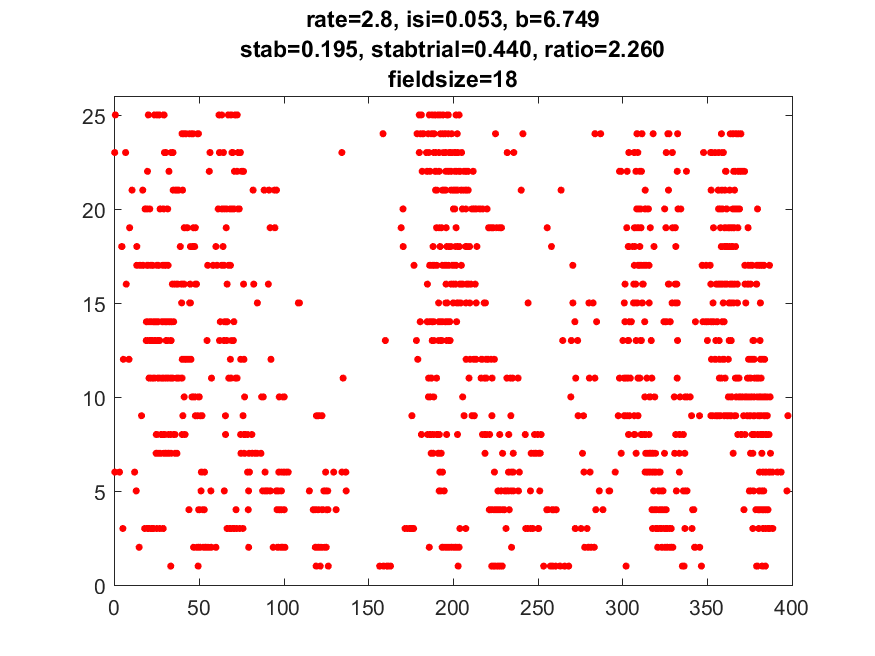 rate=2.8, isi=0.053, b=6.749
stab=0.195, stabtrial=0.440, ratio=2.260
fieldsize=18
25
20
15
10
5
0
0 50 100 150 200 250 300 350 400